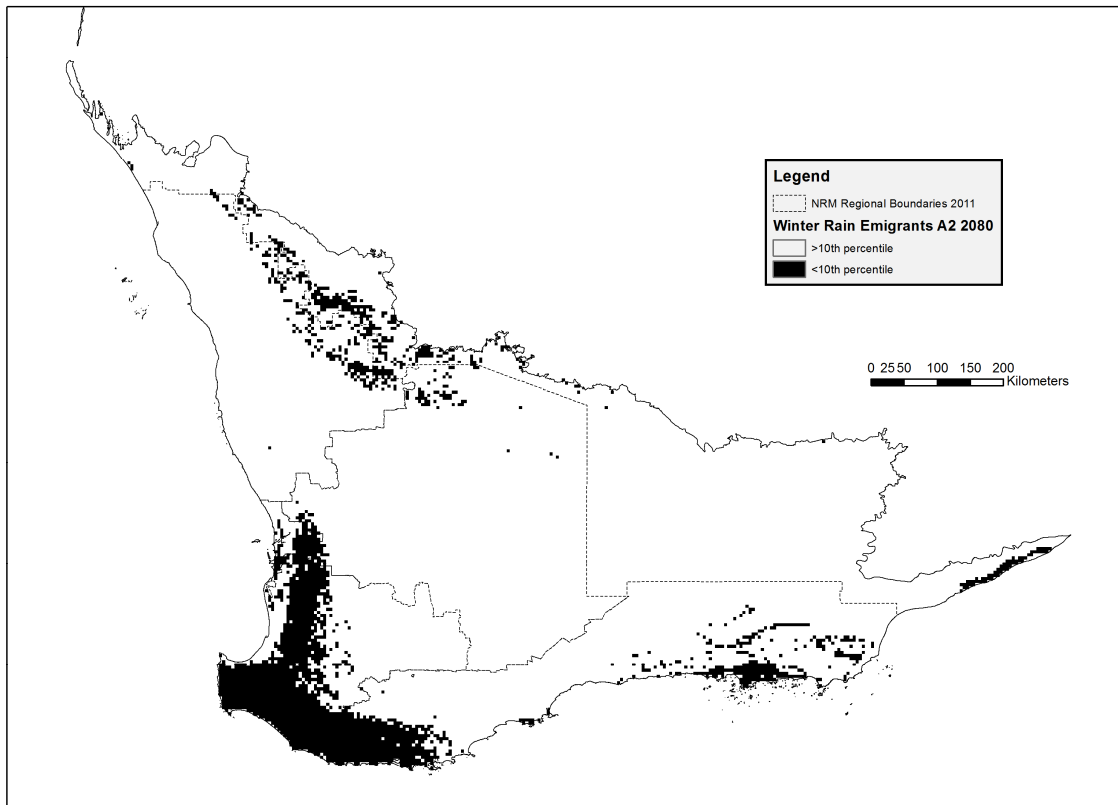 Legend
NRM Regional Boundaries 2011
Winter Rain Emigrants A2 2080
>10th percentile
<10th percentile
0 25 50 100 150 200
Kilometers